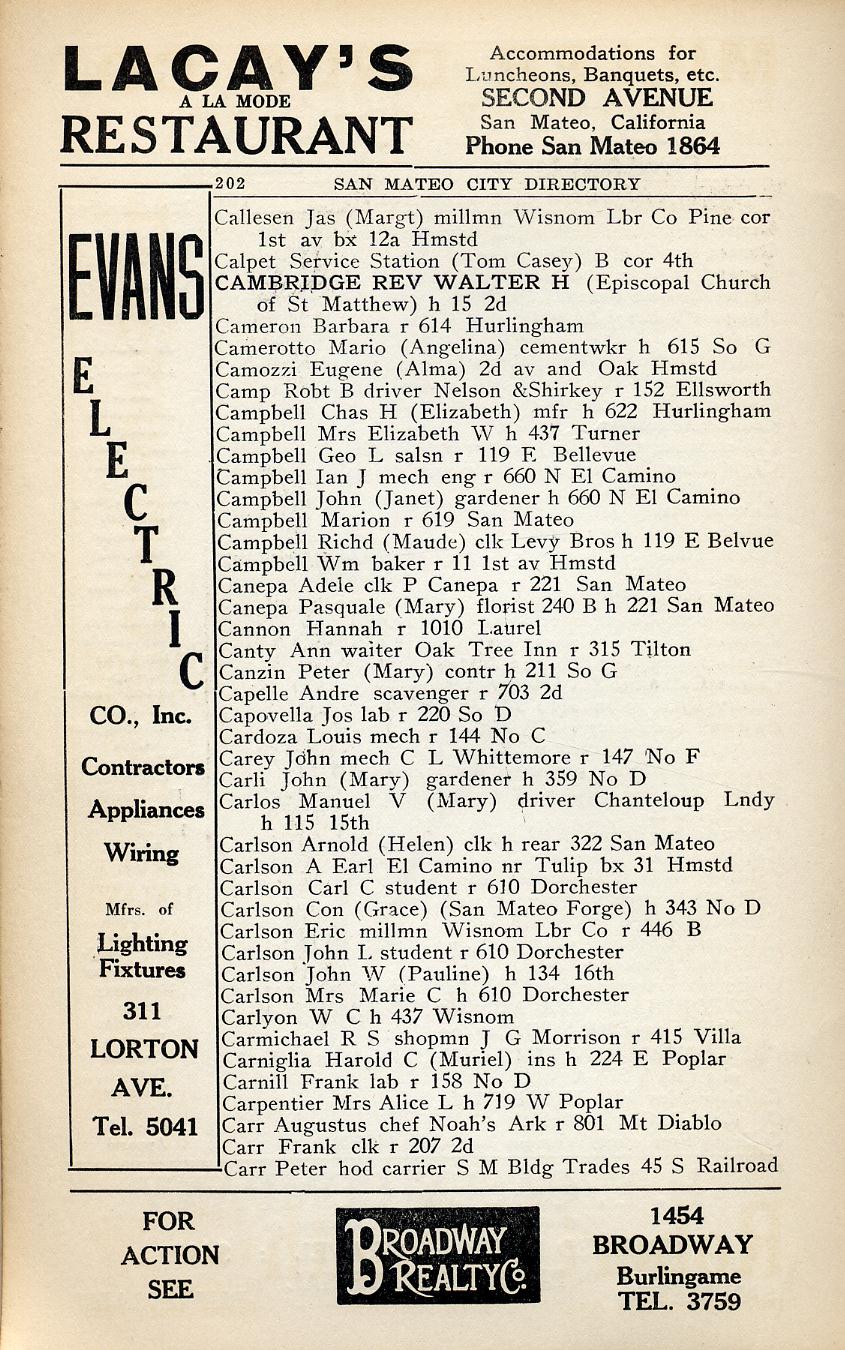 LACAY'S
A LA MODE
RESTAURANT
Accommodations for
Luncheons, Banquets, etc.
SECOND AVENUE
San Mateo, California
Phone San Mateo 1864
202 SAN MATEO CITY DIRECTORY
EVANS
ELECTRIC
CO., Inc.
Contractors
Appliances
Wiring
Mfrs. of
Lighting
Fixtures
311
LORTON
AVE.
Tel. 5041
Callesen Jas (Margt) millmn Wisnom Lbr Co Pine cor
1st av bx 12a Hmstd
Calpet Service Station (Tom Casey) B cor 4th
CAMBRIDGE REV WALTER H (Episcopal Church
of St Matthew) h 15 2d
Cameron Barbara r 614 Hurlingham
Camerotto Mario (Angelina) cementwkr h 615 So G
Camozzi Eugene (Alma) 2d av and Oak Hmstd
Camp Robt B driver Nelson &Shirkey r 152 Ellsworth
Campbell Chas H (Elizabeth) mfr h 622 Hurlingham
Campbell Mrs Elizabeth W h 437 Turner
Campbell Geo L salsn r 119 E Bellevue
Campbell Ian J mech eng r 660 N El Camino
Campbell John (Janet) gardener h 660 N El Camino
Campbell Marion r 619 San Mateo
Campbell Richd (Maude) clk Levy Bros h 119 E Belvue
Campbell Wm baker r 11 1st av Hmstd
Canepa Adele clk P Canepa r 221 San Mateo
Canepa Pasquale (Mary) florist 240 B h 221 San Mateo
Cannon Hannah r 1010 Laurel
Canty Ann waiter Oak Tree Inn r 315 Tilton
Canzin Peter (Mary) contr h 211 So G
Capelle Andre scavenger r 703 2d
Capovella Jos lab r 220 So D
Cardoza Louis mech r 144 No C
Carey John mech C L Whittemore r 147 No F
Carli John (Mary) gardener h 359 No D
Carlos Manuel V (Mary) driver Chanteloup Lndy
h 115 15th
Carlson Arnold (Helen) clk h rear 322 San Mateo
Carlson A Earl El Camino nr Tulip bx 31 Hmstd
Carlson Carl C student r 610 Dorchester
Carlson Con (Grace) (San Mateo Forge) h 343 No D
Carlson Eric millmn Wisnom Lbr Co r 446 B
Carlson John L student r 610 Dorchester
Carlson John W (Pauline) h 134 16th
Carlson Mrs Marie C h 610 Dorchester
Carlyon W C h 437 Wisnom
Carmichael R S shopmn J G Morrison r 415 Villa
Carniglia Harold C (Muriel) ins h 224 E Poplar
Carnill Frank lab r 158 No D
Carpentier Mrs Alice L h 719 W Poplar
Carr Augustus chef Noah's Ark r 801 Mt Diablo
Carr Frank clk r 207 2d
Carr Peter hod carrier S M Bldg Trades 45 S Railroad
FOR
ACTION
SEE
BROADWAY
REALTY Co.
1454
BROADWAY
Burlingame
TEL. 3759